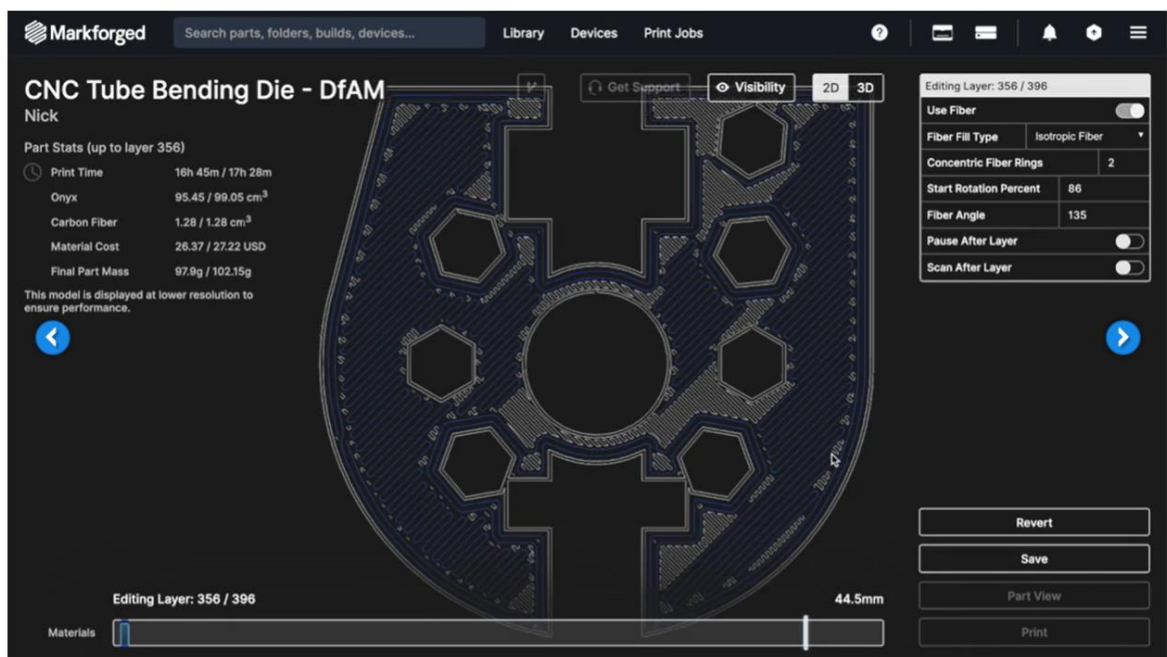 Markforged
Search parts, folders, builds, devices...
Library
Devices
Print Jobs
?
CNC Tube Bending Die - DfAM
Nick
Get Support
Visibility
2D
3D
Part Stats (up to layer 356)
Print Time 16h 45m / 17h 28m
Onyx 95.45 / 99.05 cm³
Carbon Fiber 1.28 / 1.28 cm³
Material Cost 26.37 / 27.22 USD
Final Part Mass 97.9g / 102.15g
This model is displayed at lower resolution to
ensure performance.
Editing Layer: 356 / 396
Use Fiber
Fiber Fill Type Isotropic Fiber
Concentric Fiber Rings 2
Start Rotation Percent 86
Fiber Angle 135
Pause After Layer
Scan After Layer
Revert
Save
Part View
Print
Editing Layer: 356 / 396
44.5mm
Materials